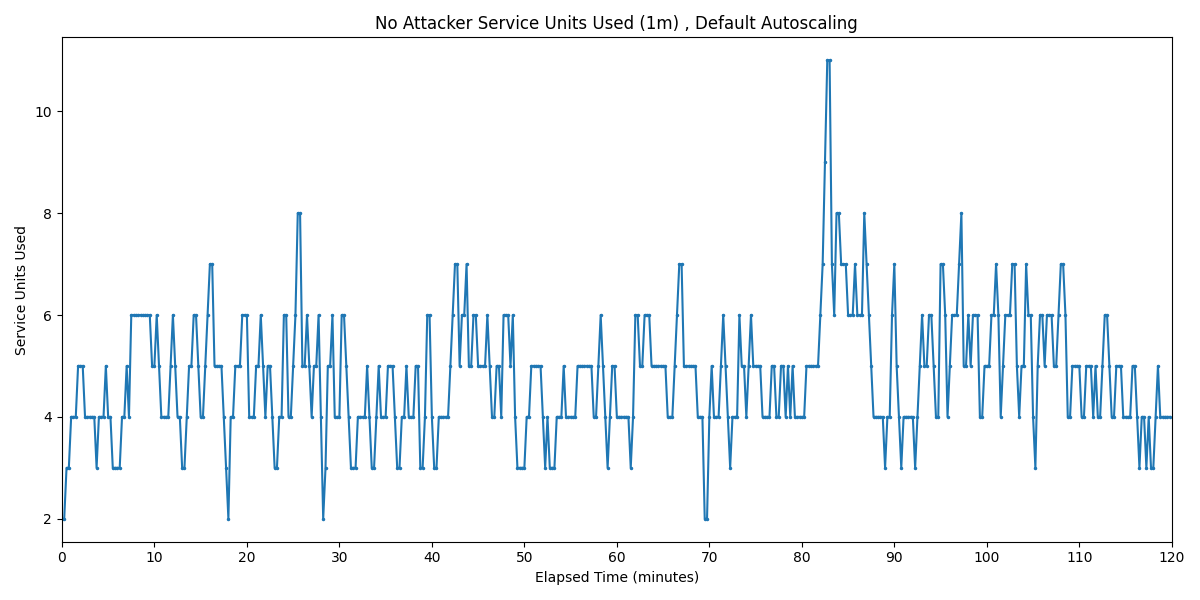 No Attacker Service Units Used (1m) , Default Autoscaling
Service Units Used
10
8
6
4
2
0 10 20 30 40 50 60 70 80 90 100 110 120
Elapsed Time (minutes)